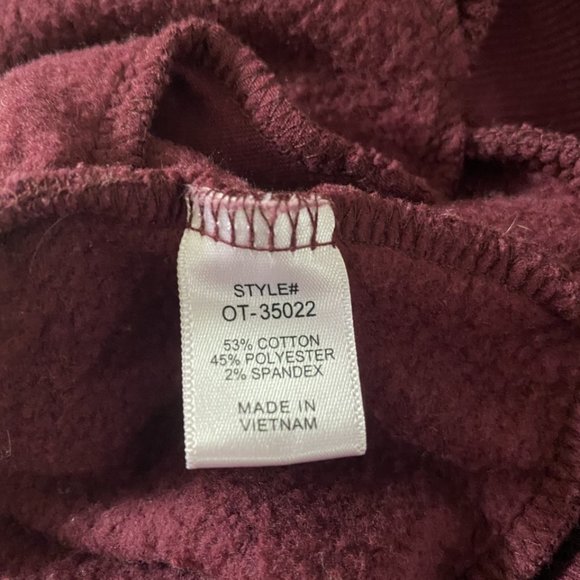 STYLE#
OT-35022
53% COTTON
45% POLYESTER
2% SPANDEX
MADE IN
VIETNAM